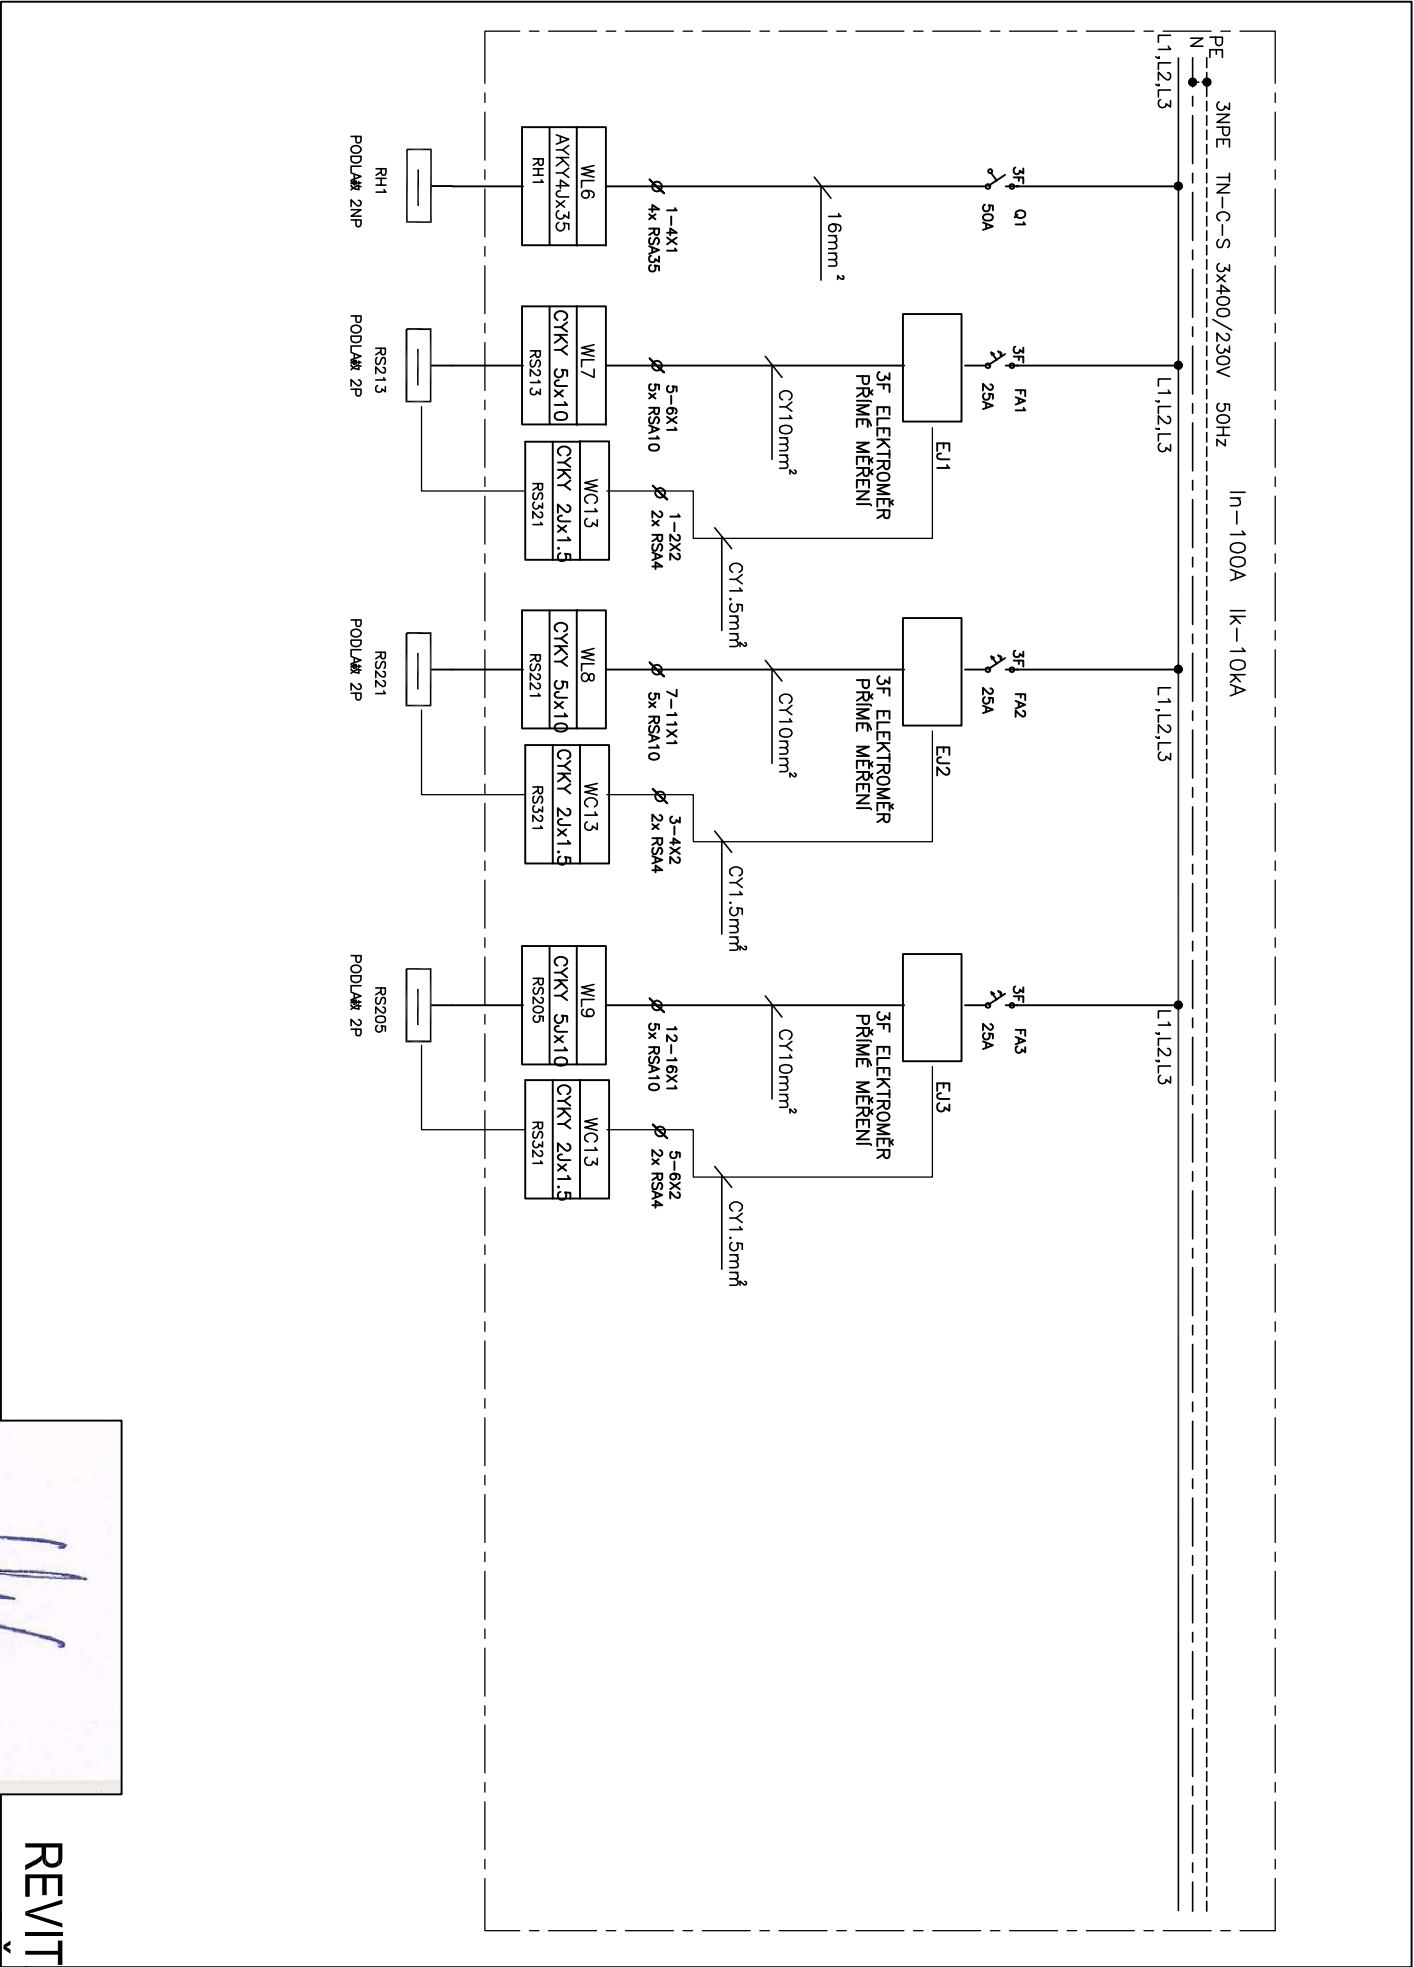 PE
N
L1,L2,L3
3NPE TN-C-S 3x400/230V 50Hz
In-100A Ik-10kA
L1,L2,L3
L1,L2,L3
L1,L2,L3
3F Q1
50A
16mm²
1-4X1
4x RSA35
WL6
AYKY4Jx35
RH1
RH1
2NP
3F FA1
25A
EJ1
3F ELEKTROMĚR
PŘÍMÉ MĚŘENÍ
CY10mm²
CY1.5mm²
5-6X1
5x RSA10
1-2X2
2x RSA4
WL7
CYKY 5Jx10
RS213
WC13
CYKY 2Jx1.5
RS321
RS213
2P
3F FA2
25A
EJ2
3F ELEKTROMĚR
PŘÍMÉ MĚŘENÍ
CY10mm²
CY1.5mm²
7-11X1
5x RSA10
3-4X2
2x RSA4
WL8
CYKY 5Jx10
RS221
WC13
CYKY 2Jx1.5
RS321
RS221
2P
3F FA3
25A
EJ3
3F ELEKTROMĚR
PŘÍMÉ MĚŘENÍ
CY10mm²
CY1.5mm²
12-16X1
5x RSA10
5-6X2
2x RSA4
WL9
CYKY 5Jx10
RS205
WC13
CYKY 2Jx1.5
RS321
RS205
2P
REVIT